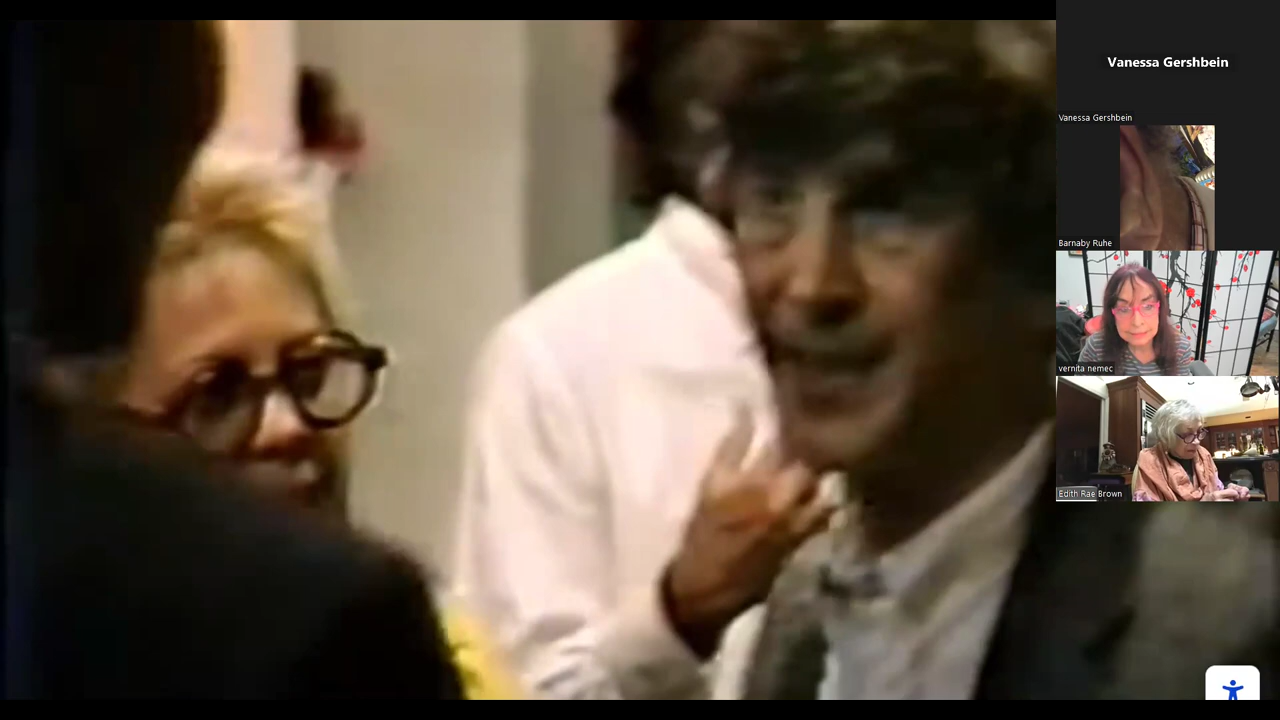 Vanessa Gershbein
Vanessa Gershbein
Barnaby Ruhe
vernita nemec
Edith Rae Brown